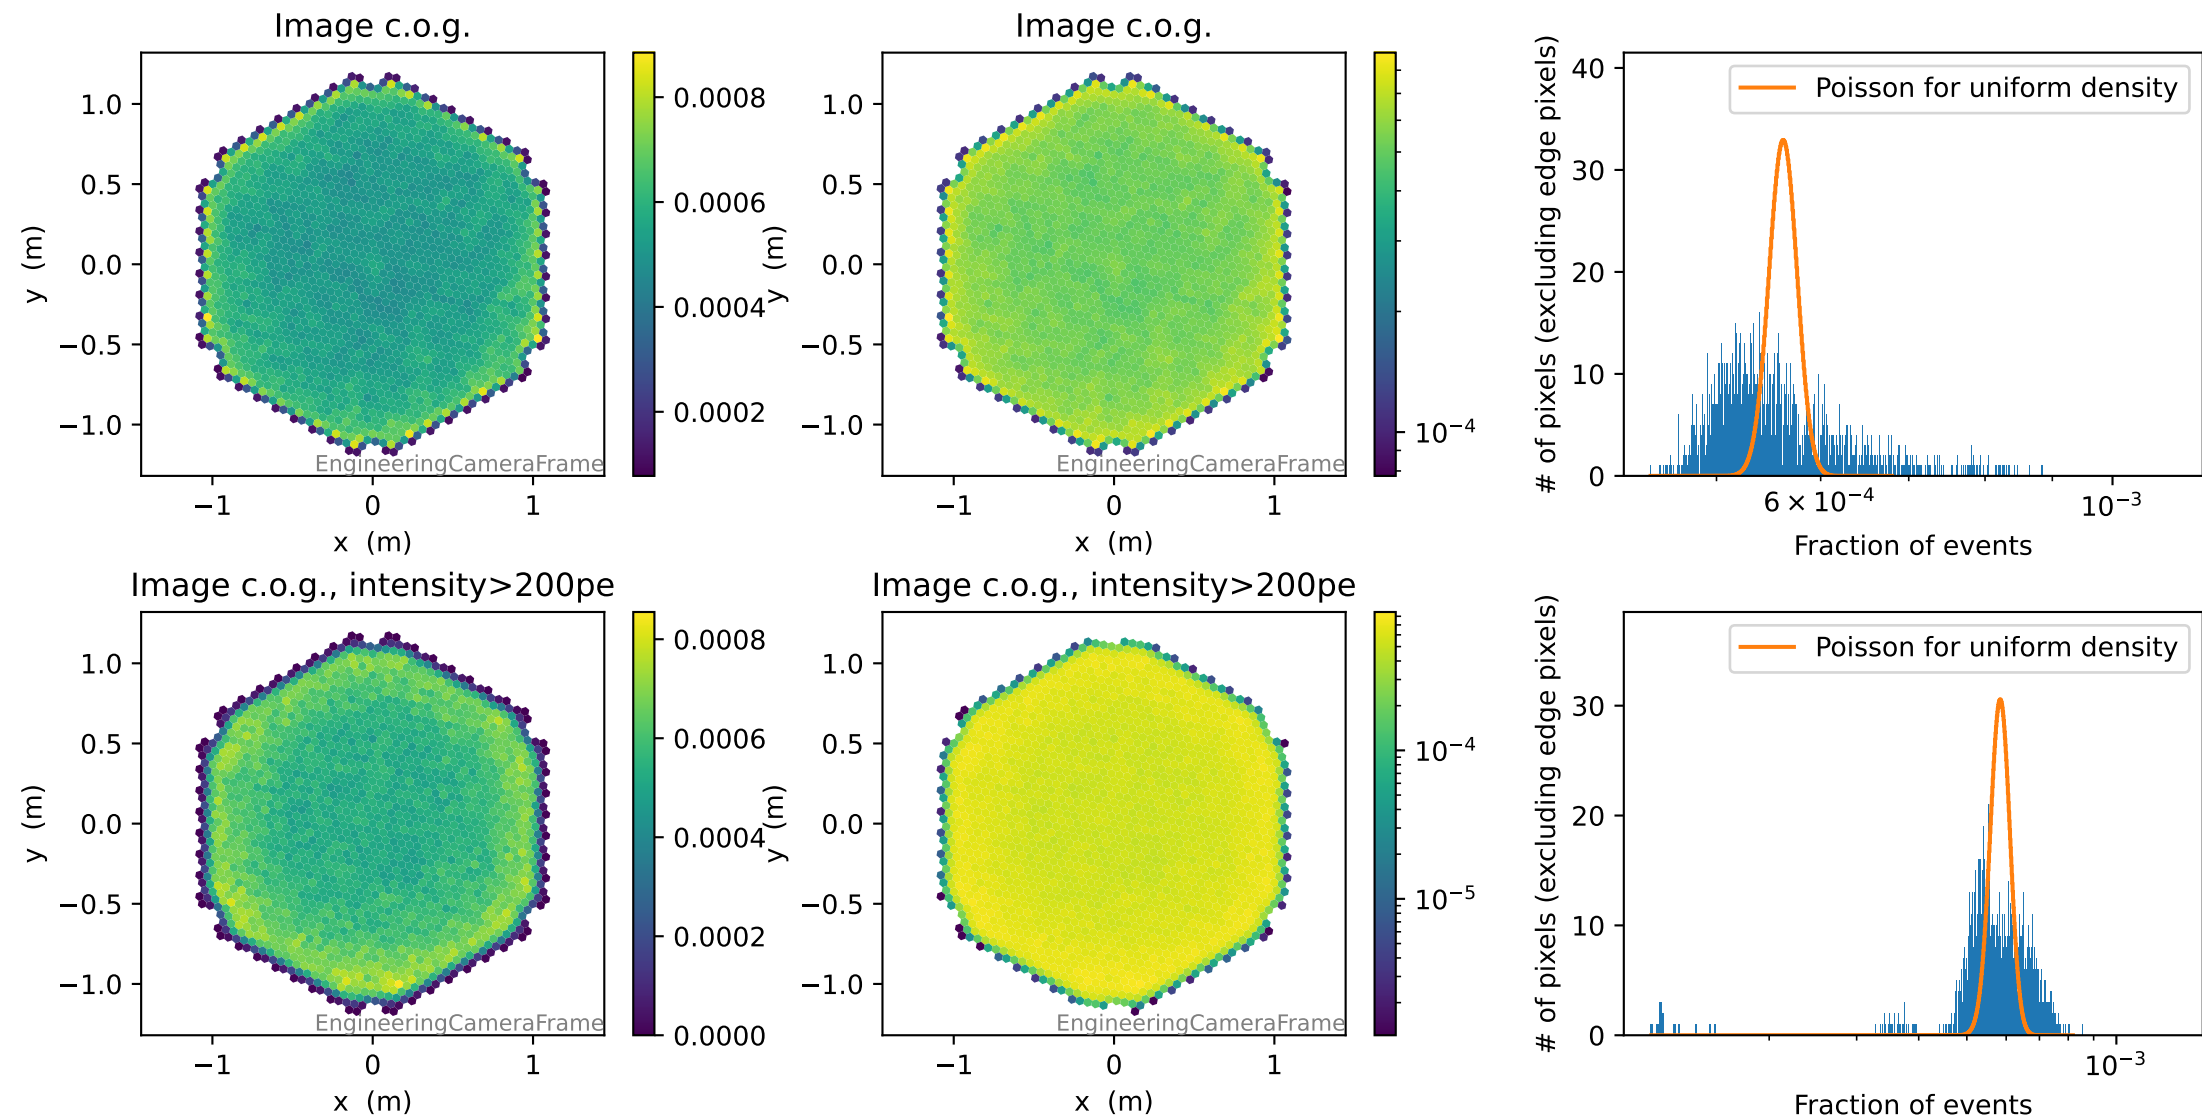 Image c.o.g.
1.0
0.5
0.0
−0.5
−1.0
y (m)
−1
0
1
x (m)
EngineeringCameraFrame
0.0008
0.0006
0.0004
0.0002
Image c.o.g.
1.0
0.5
0.0
−0.5
−1.0
y (m)
−1
0
1
x (m)
EngineeringCameraFrame
10⁻⁴
# of pixels (excluding edge pixels)
40
30
20
10
0
Poisson for uniform density
6 × 10⁻⁴
10⁻³
Fraction of events
Image c.o.g., intensity>200pe
1.0
0.5
0.0
−0.5
−1.0
y (m)
−1
0
1
x (m)
EngineeringCameraFrame
0.0008
0.0006
0.0004
0.0002
0.0000
Image c.o.g., intensity>200pe
1.0
0.5
0.0
−0.5
−1.0
y (m)
−1
0
1
x (m)
EngineeringCameraFrame
10⁻⁴
10⁻⁵
# of pixels (excluding edge pixels)
30
20
10
0
Poisson for uniform density
10⁻³
Fraction of events